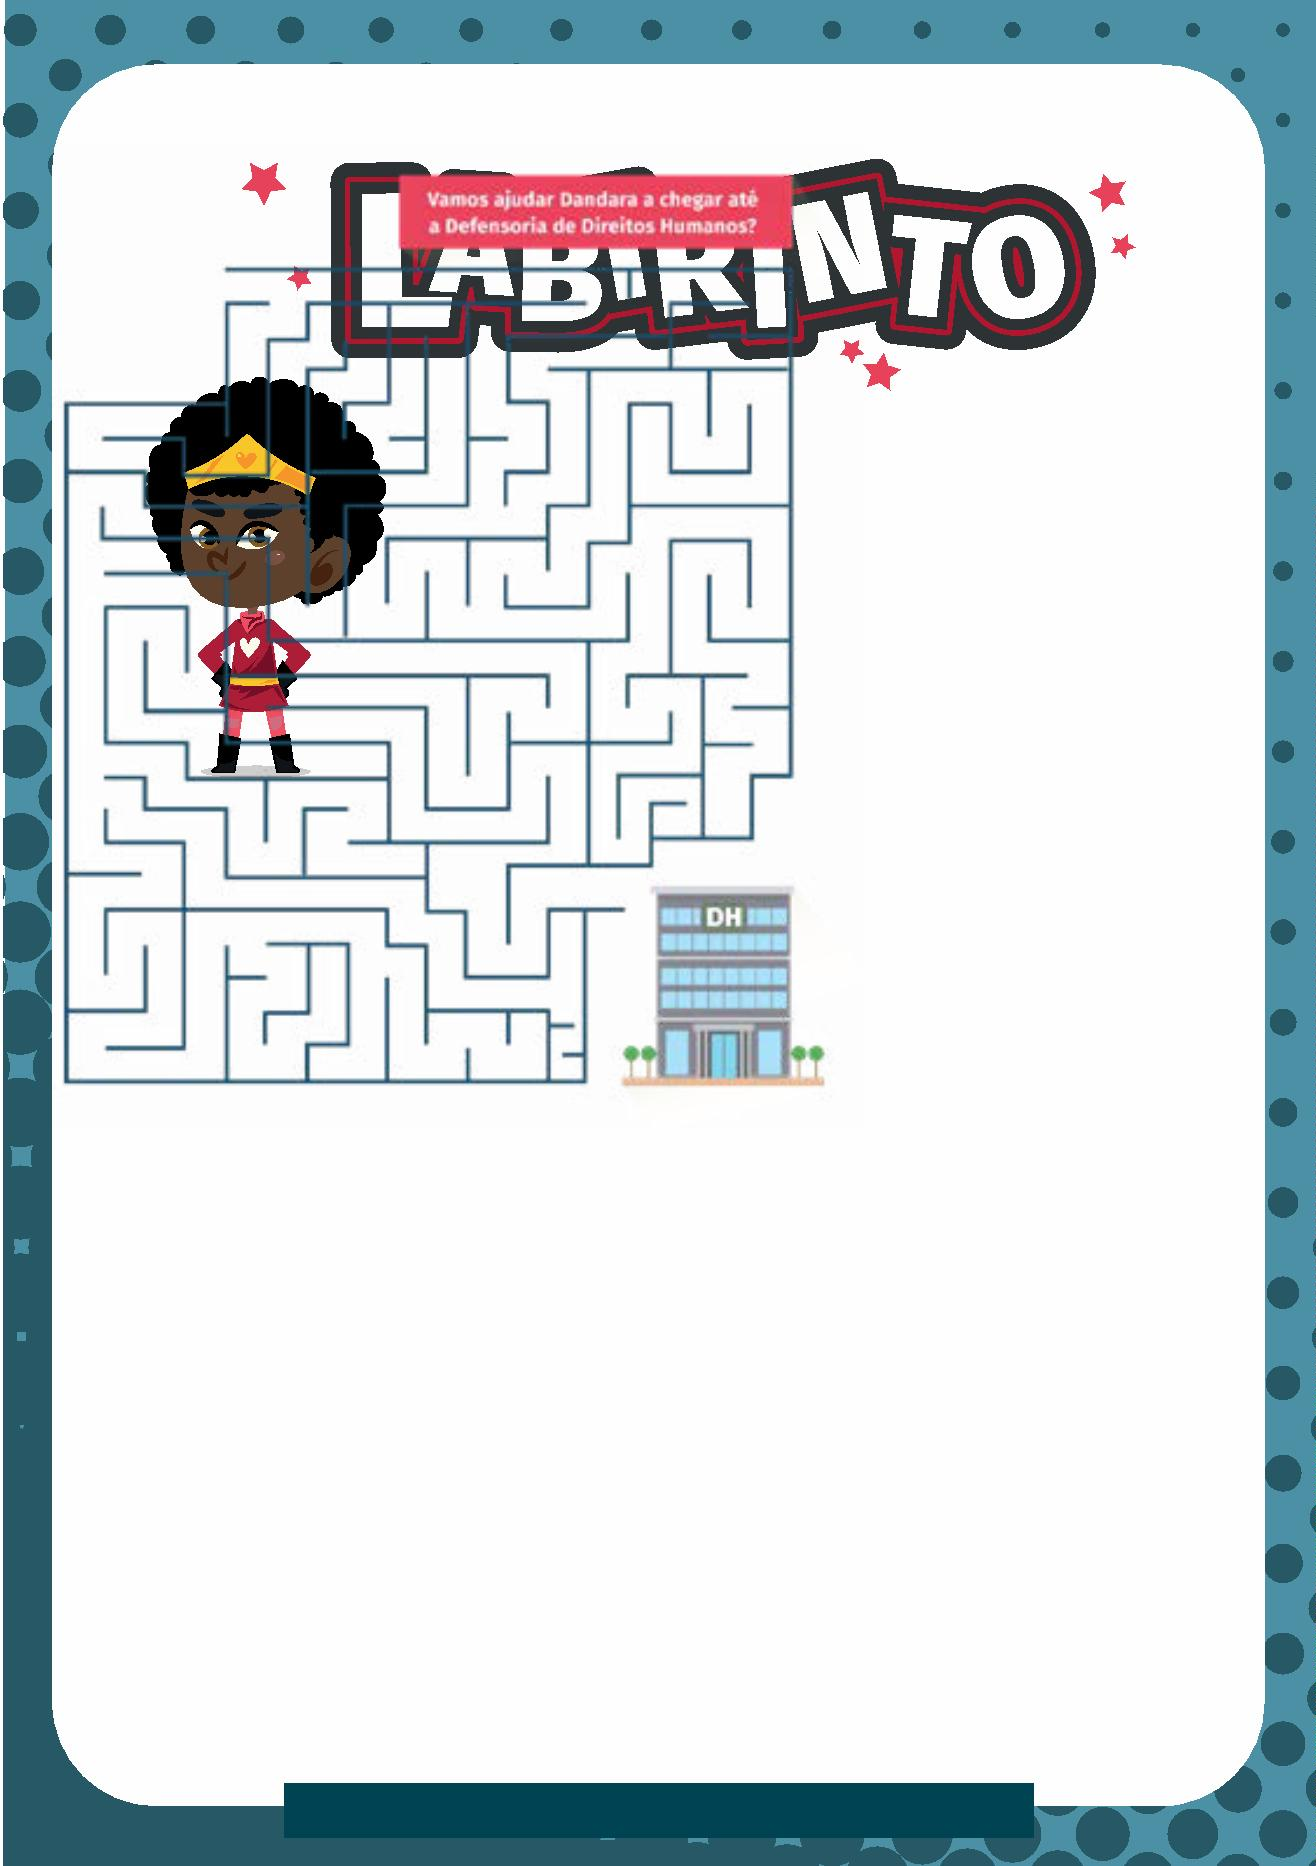 LABIRINTO
Vamos ajudar Dandara a chegar até
a Defensoria de Direitos Humanos?
DH